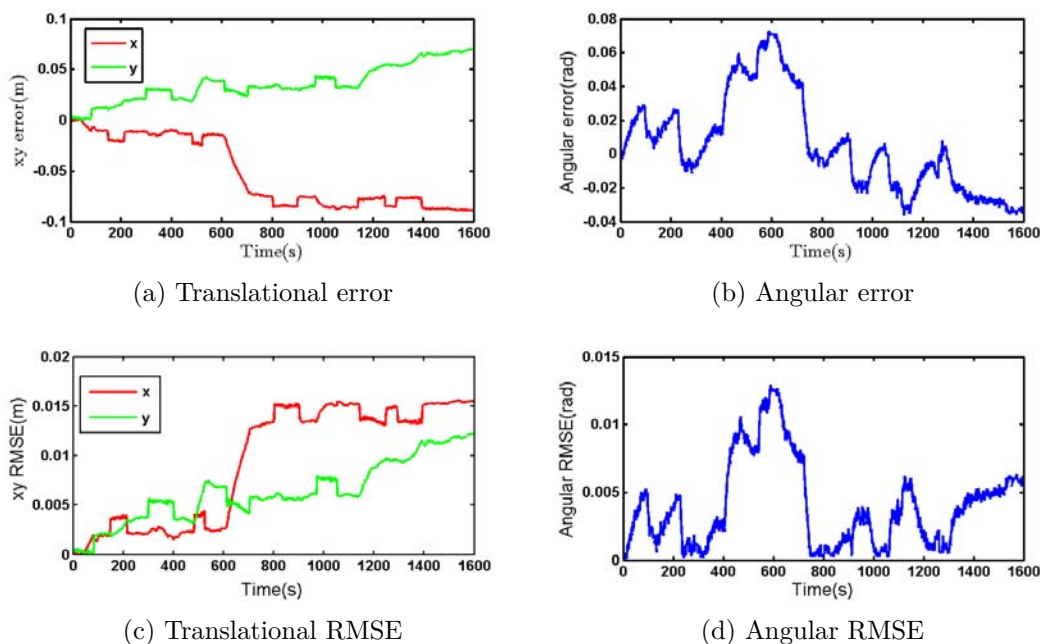 0.1
0.05
0
-0.05
-0.1
xy error(m)
x
y
0 200 400 600 800 1000 1200 1400 1600
Time(s)
(a) Translational error
0.08
0.06
0.04
0.02
0
-0.02
-0.04
Angular error(rad)
0 200 400 600 800 1000 1200 1400 1600
Time(s)
(b) Angular error
0.02
0.015
0.01
0.005
0
xy RMSE(m)
x
y
0 200 400 600 800 1000 1200 1400 1600
Time(s)
(c) Translational RMSE
0.015
0.01
0.005
0
Angular RMSE(rad)
0 200 400 600 800 1000 1200 1400 1600
Time(s)
(d) Angular RMSE